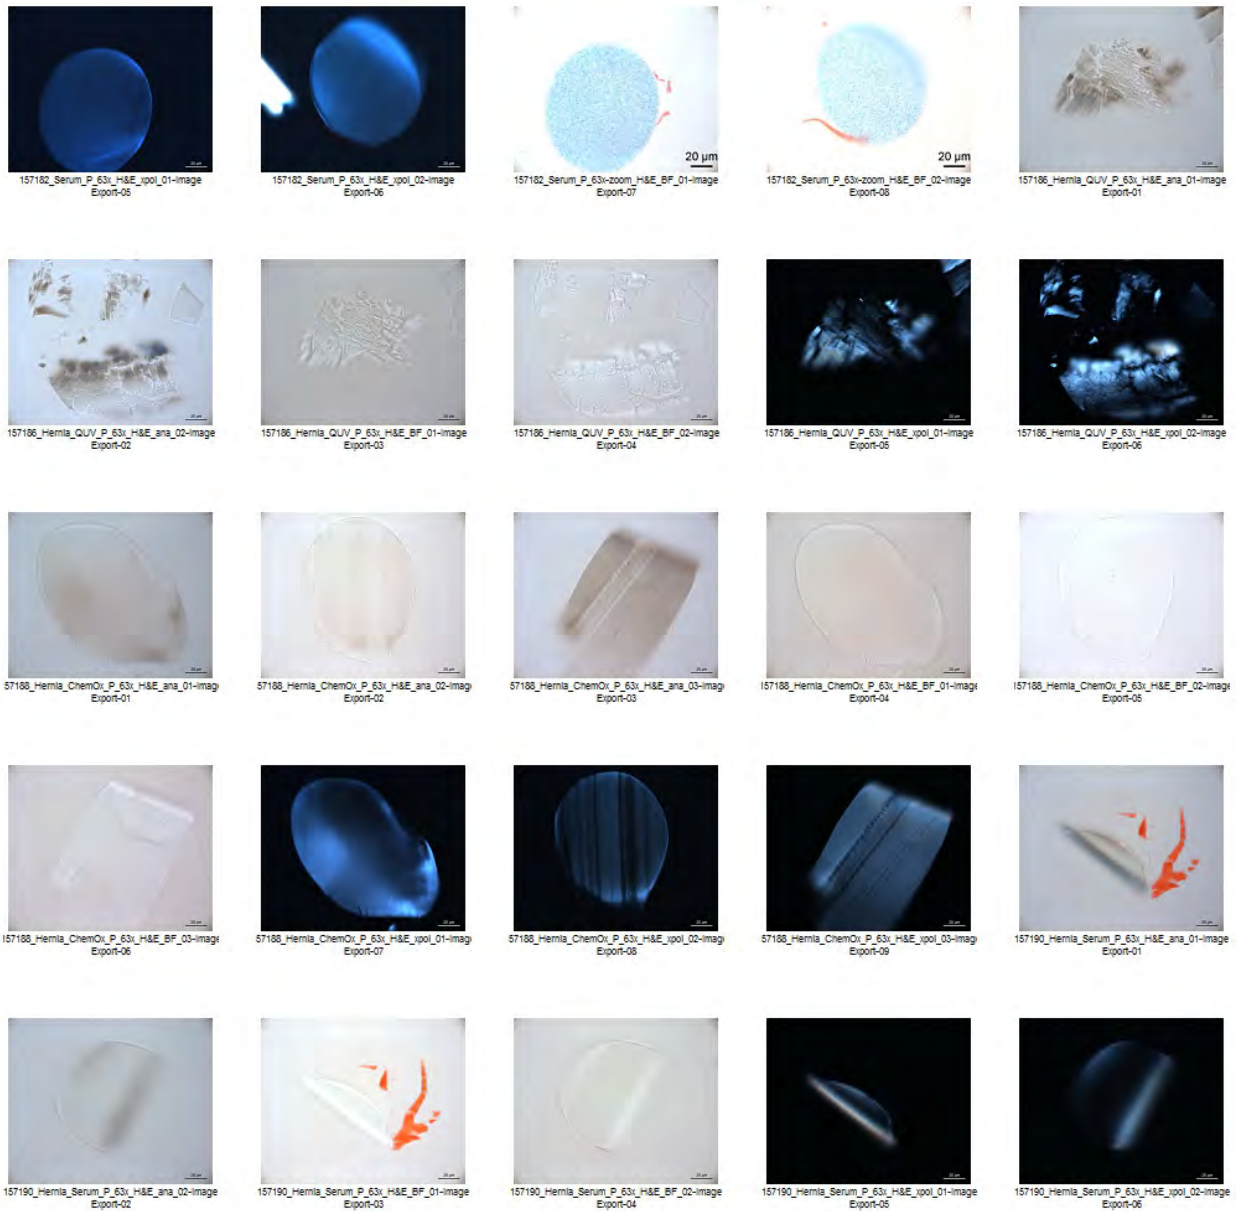 20 µm
20 µm
157182_Serum_P_63x_H&E_xpol_01-Image
Export-05
157182_Serum_P_63x_H&E_xpol_02-Image
Export-06
157182_Serum_P_63x-zoom_H&E_BF_01-Image
Export-07
157182_Serum_P_63x-zoom_H&E_BF_02-Image
Export-08
157186_Hernia_QUV_P_63x_H&E_ana_01-Image
Export-01
157186_Hernia_QUV_P_63x_H&E_ana_02-Image
Export-02
157186_Hernia_QUV_P_63x_H&E_BF_01-Image
Export-03
157186_Hernia_QUV_P_63x_H&E_BF_02-Image
Export-04
157186_Hernia_QUV_P_63x_H&E_xpol_01-Image
Export-05
157186_Hernia_QUV_P_63x_H&E_xpol_02-Image
Export-06
57188_Hernia_ChemOx_P_63x_H&E_ana_01-Imag
Export-01
57188_Hernia_ChemOx_P_63x_H&E_ana_02-Imag
Export-02
57188_Hernia_ChemOx_P_63x_H&E_ana_03-Imag
Export-03
157188_Hernia_ChemOx_P_63x_H&E_BF_01-Imag
Export-04
157188_Hernia_ChemOx_P_63x_H&E_BF_02-Imag
Export-05
157188_Hernia_ChemOx_P_63x_H&E_BF_03-Imag
Export-06
57188_Hernia_ChemOx_P_63x_H&E_xpol_01-Imag
Export-07
57188_Hernia_ChemOx_P_63x_H&E_xpol_02-Imag
Export-08
57188_Hernia_ChemOx_P_63x_H&E_xpol_03-Imag
Export-09
157190_Hernia_Serum_P_63x_H&E_ana_01-Image
Export-01
157190_Hernia_Serum_P_63x_H&E_ana_02-Image
Export-02
157190_Hernia_Serum_P_63x_H&E_BF_01-Image
Export-03
157190_Hernia_Serum_P_63x_H&E_BF_02-Image
Export-04
157190_Hernia_Serum_P_63x_H&E_xpol_01-Image
Export-05
157190_Hernia_Serum_P_63x_H&E_xpol_02-Image
Export-06